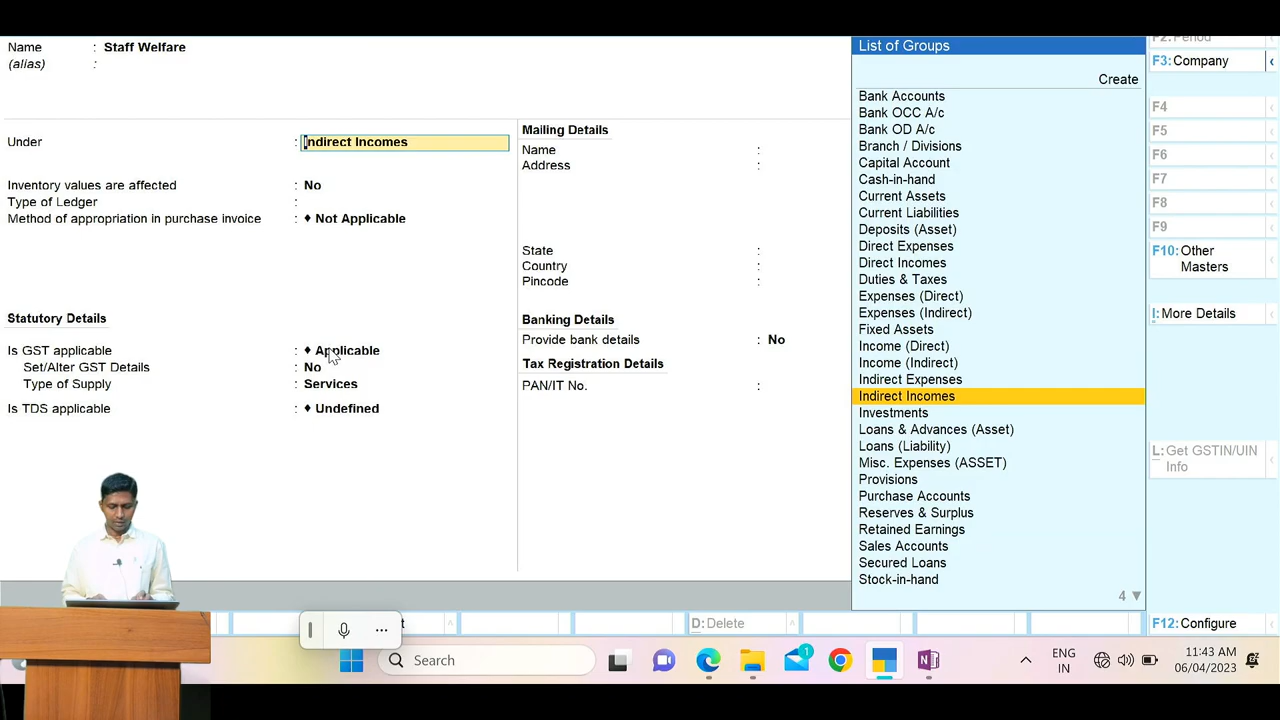 Name : Staff Welfare
(alias) :
Under : Indirect Incomes
Inventory values are affected : No
Type of Ledger :
Method of appropriation in purchase invoice : ♦ Not Applicable
Statutory Details
Is GST applicable : ♦ Applicable
Set/Alter GST Details : No
Type of Supply : Services
Is TDS applicable : ♦ Undefined
Mailing Details
Name :
Address :
State :
Country :
Pincode :
Banking Details
Provide bank details : No
Tax Registration Details
PAN/IT No. :
List of Groups
Create
Bank Accounts
Bank OCC A/c
Bank OD A/c
Branch / Divisions
Capital Account
Cash-in-hand
Current Assets
Current Liabilities
Deposits (Asset)
Direct Expenses
Direct Incomes
Duties & Taxes
Expenses (Direct)
Expenses (Indirect)
Fixed Assets
Income (Direct)
Income (Indirect)
Indirect Expenses
Indirect Incomes
Investments
Loans & Advances (Asset)
Loans (Liability)
Misc. Expenses (ASSET)
Provisions
Purchase Accounts
Reserves & Surplus
Retained Earnings
Sales Accounts
Secured Loans
Stock-in-hand
4 ▼
F2: Period
F3: Company
F4
F5
F6
F7
F8
F9
F10: Other
Masters
I: More Details
L: Get GSTIN/UIN
Info
F12: Configure
D: Delete
Search
1
ENG
IN
11:43 AM
06/04/2023